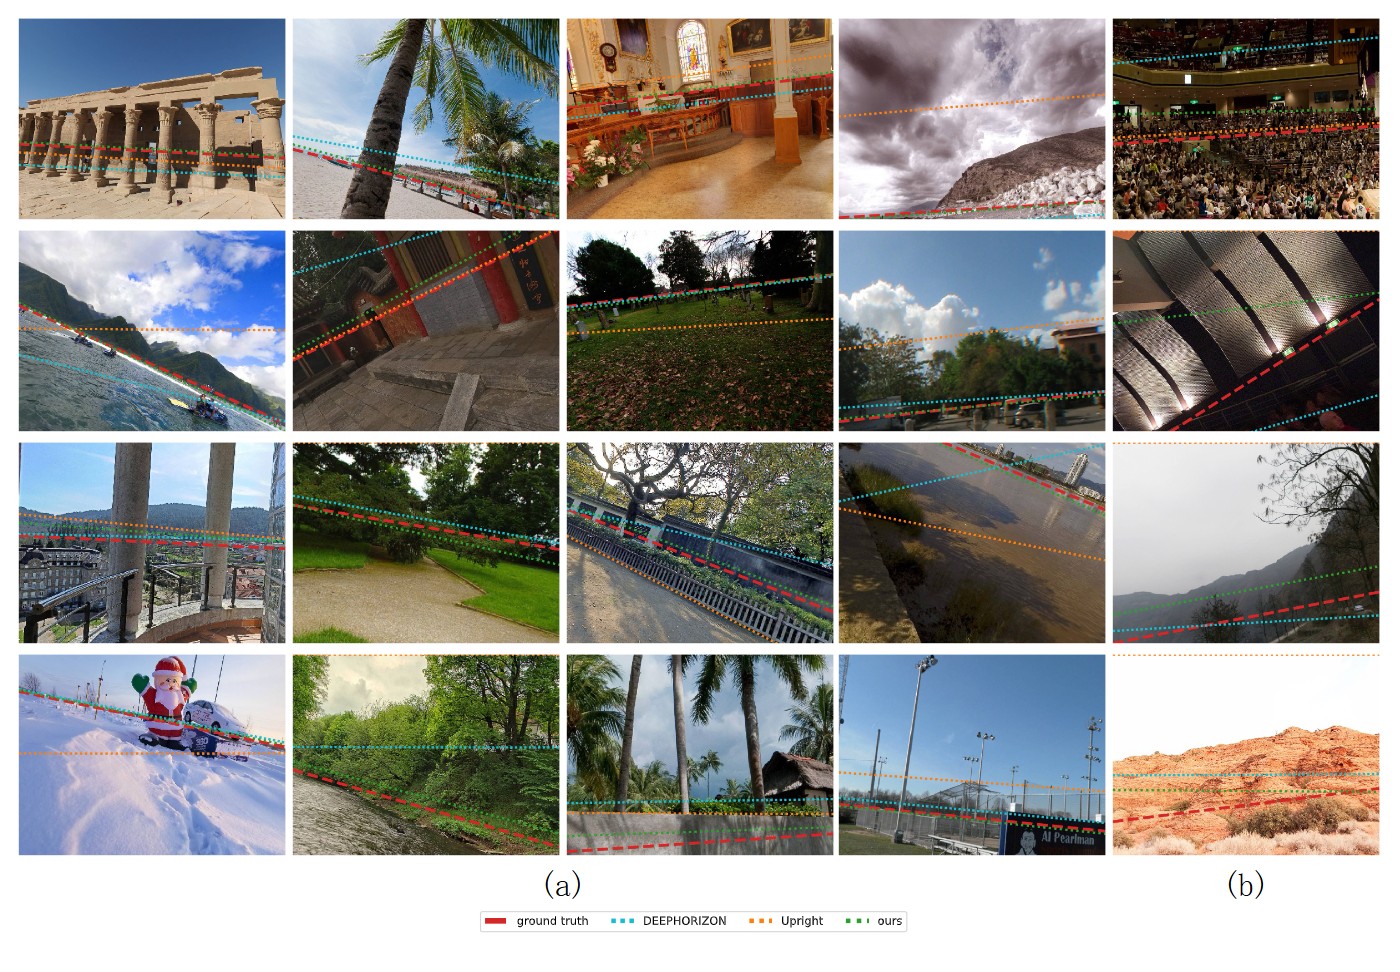 Al Pearlman
(a)
(b)
ground truth
DEEPHORIZON
Upright
ours